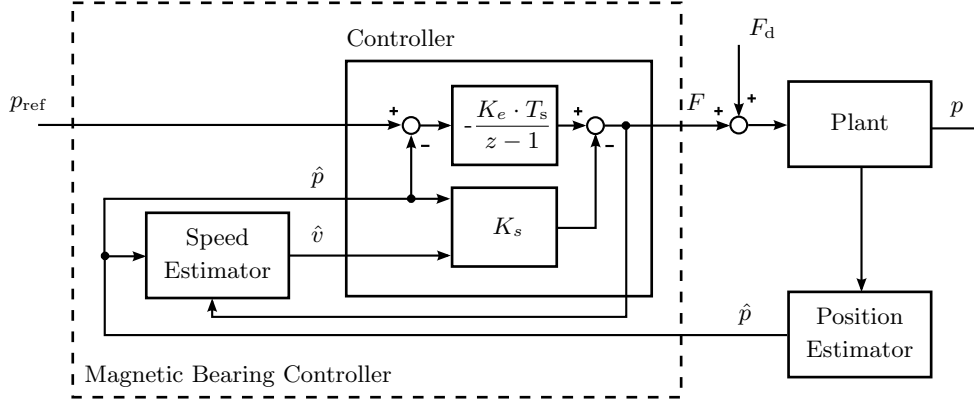 Controller
F_d
p_ref
+
-
-K_e · T_s
z − 1
+
-
F
+
+
Plant
p
p̂
K_s
Speed
Estimator
v̂
p̂
Position
Estimator
Magnetic Bearing Controller